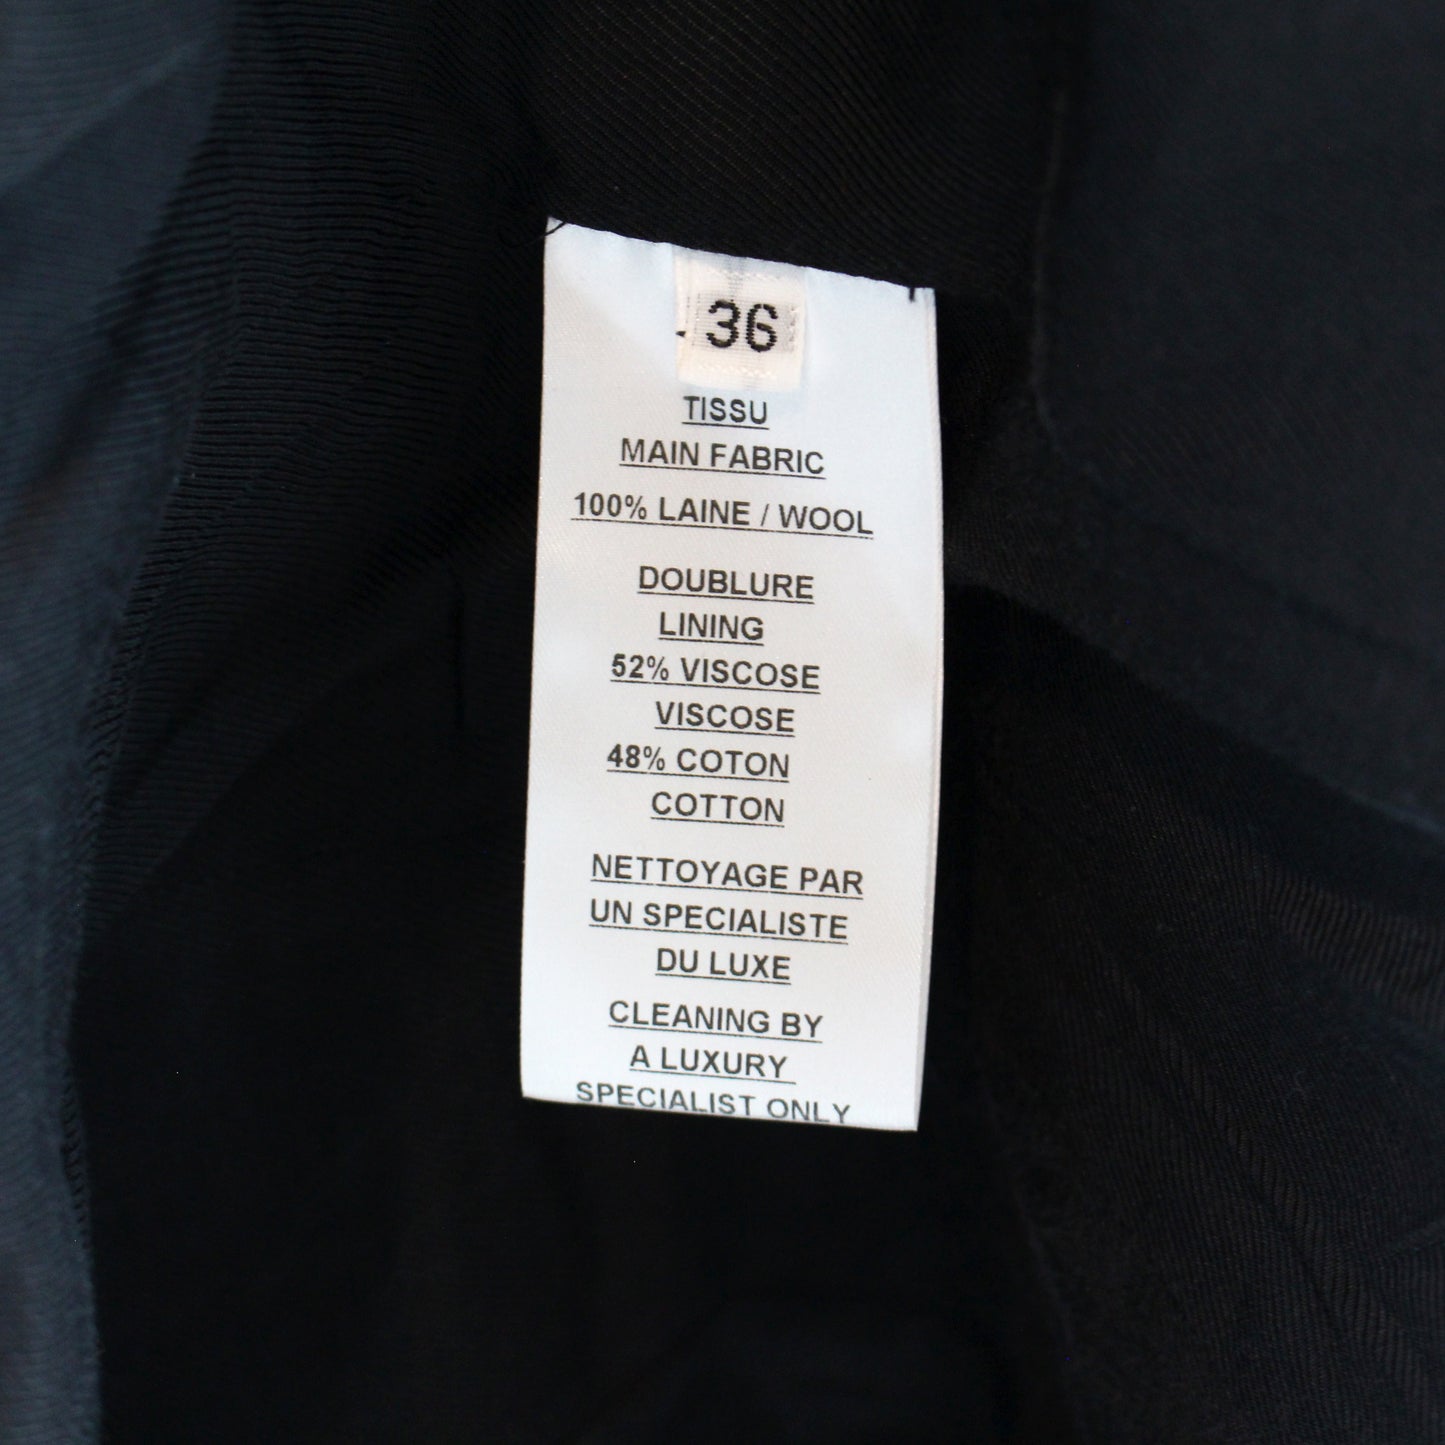 36
TISSU
MAIN FABRIC
100% LAINE / WOOL
DOUBLURE
LINING
52% VISCOSE
VISCOSE
48% COTON
COTTON
NETTOYAGE PAR
UN SPECIALISTE
DU LUXE
CLEANING BY
A LUXURY
SPECIALIST ONLY